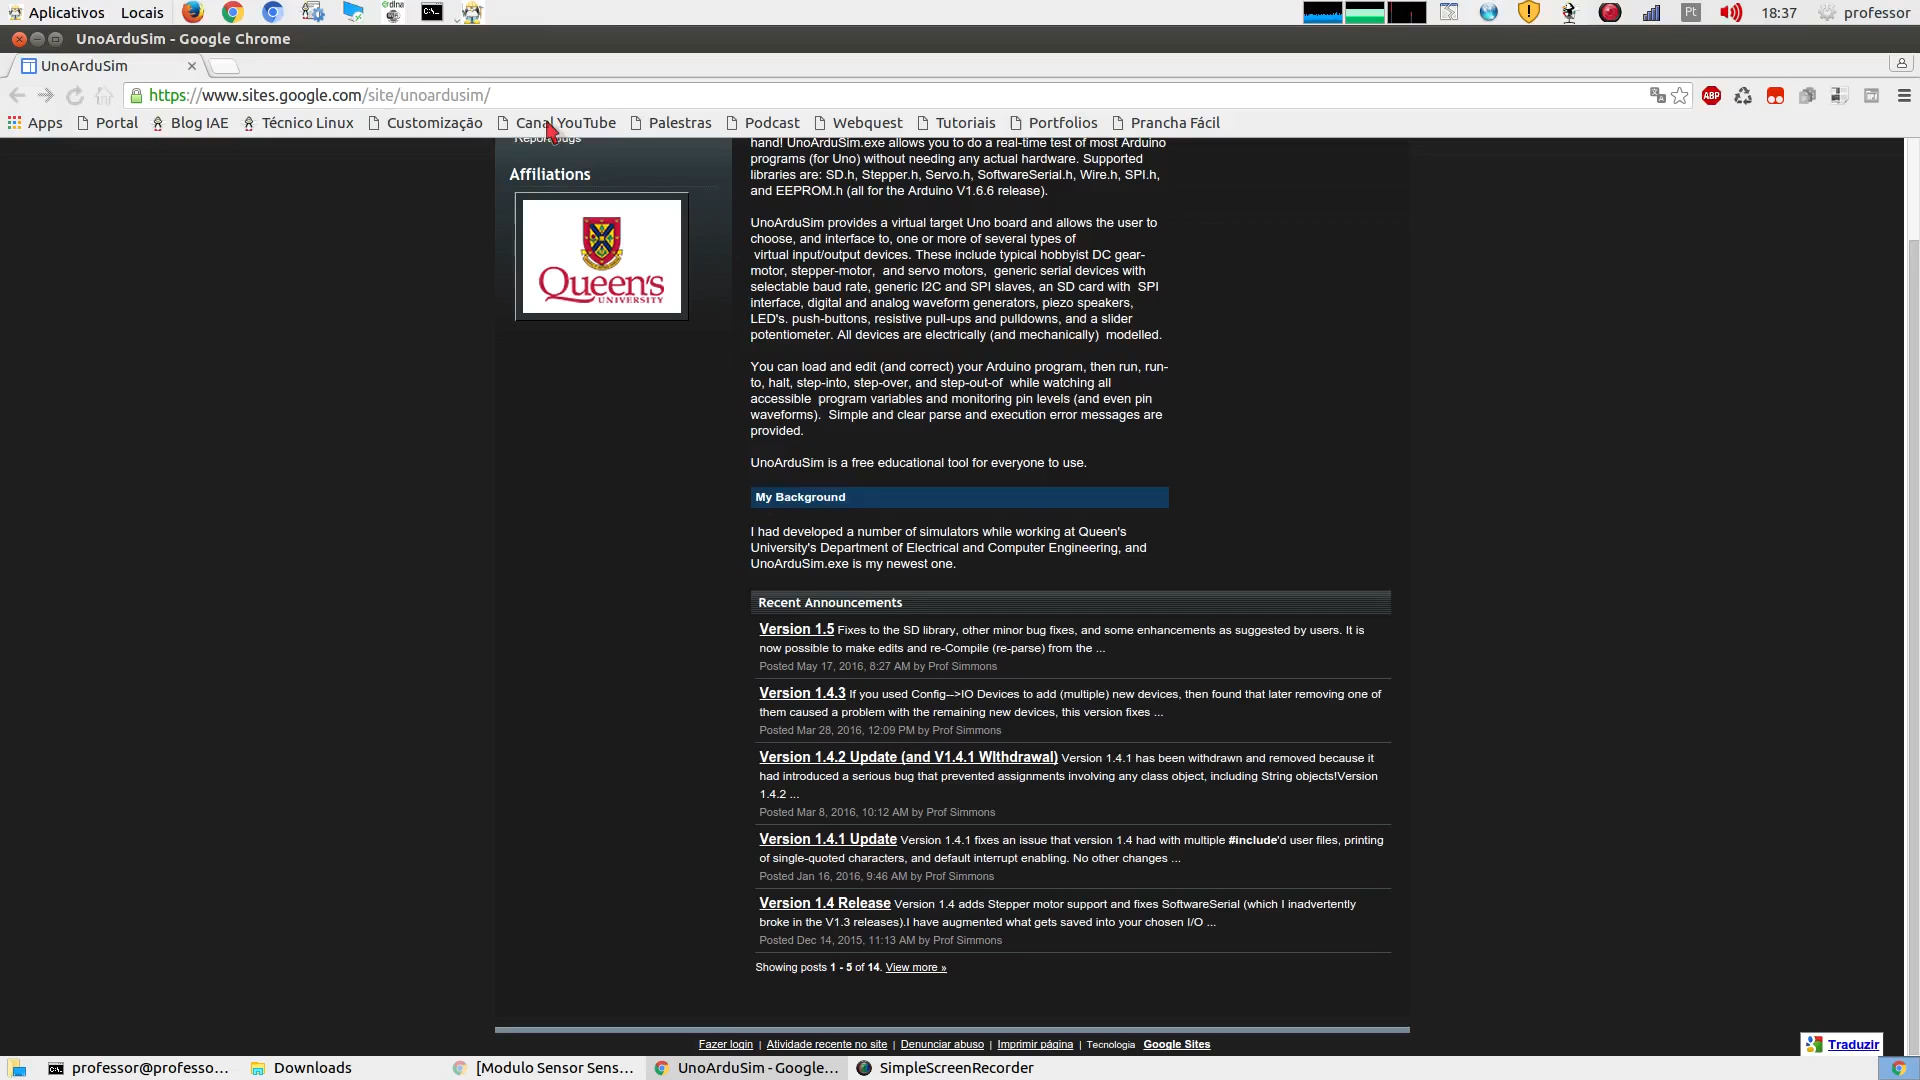 Aplicativos Locais 18:37 professor
UnoArduSim - Google Chrome
UnoArduSim
https://www.sites.google.com/site/unoardusim/
Apps Portal Blog IAE Técnico Linux Customização Canal YouTube Palestras Podcast Webquest Tutoriais Portfolios Prancha Fácil
Affiliations
Queen's
UNIVERSITY
hand! UnoArduSim.exe allows you to do a real-time test of most Arduino
programs (for Uno) without needing any actual hardware. Supported
libraries are: SD.h, Stepper.h, Servo.h, SoftwareSerial.h, Wire.h, SPI.h,
and EEPROM.h (all for the Arduino V1.6.6 release).
UnoArduSim provides a virtual target Uno board and allows the user to
choose, and interface to, one or more of several types of
virtual input/output devices. These include typical hobbyist DC gear-
motor, stepper-motor, and servo motors, generic serial devices with
selectable baud rate, generic I2C and SPI slaves, an SD card with SPI
interface, digital and analog waveform generators, piezo speakers,
LED's. push-buttons, resistive pull-ups and pulldowns, and a slider
potentiometer. All devices are electrically (and mechanically) modelled.
You can load and edit (and correct) your Arduino program, then run, run-
to, halt, step-into, step-over, and step-out-of while watching all
accessible program variables and monitoring pin levels (and even pin
waveforms). Simple and clear parse and execution error messages are
provided.
UnoArduSim is a free educational tool for everyone to use.
My Background
I had developed a number of simulators while working at Queen's
University's Department of Electrical and Computer Engineering, and
UnoArduSim.exe is my newest one.
Recent Announcements
Version 1.5 Fixes to the SD library, other minor bug fixes, and some enhancements as suggested by users. It is
now possible to make edits and re-Compile (re-parse) from the ...
Posted May 17, 2016, 8:27 AM by Prof Simmons
Version 1.4.3 If you used Config-->IO Devices to add (multiple) new devices, then found that later removing one of
them caused a problem with the remaining new devices, this version fixes ...
Posted Mar 28, 2016, 12:09 PM by Prof Simmons
Version 1.4.2 Update (and V1.4.1 WIthdrawal) Version 1.4.1 has been withdrawn and removed because it
had introduced a serious bug that prevented assignments involving any class object, including String objects!Version
1.4.2 ...
Posted Mar 8, 2016, 10:12 AM by Prof Simmons
Version 1.4.1 Update Version 1.4.1 fixes an issue that version 1.4 had with multiple #include'd user files, printing
of single-quoted characters, and default interrupt enabling. No other changes ...
Posted Jan 16, 2016, 9:46 AM by Prof Simmons
Version 1.4 Release Version 1.4 adds Stepper motor support and fixes SoftwareSerial (which I inadvertently
broke in the V1.3 releases).I have augmented what gets saved into your chosen I/O ...
Posted Dec 14, 2015, 11:13 AM by Prof Simmons
Showing posts 1 - 5 of 14. View more »
Fazer login | Atividade recente no site | Denunciar abuso | Imprimir página | Tecnologia Google Sites
Traduzir
professor@professo... Downloads [Modulo Sensor Sens... UnoArduSim - Google... SimpleScreenRecorder